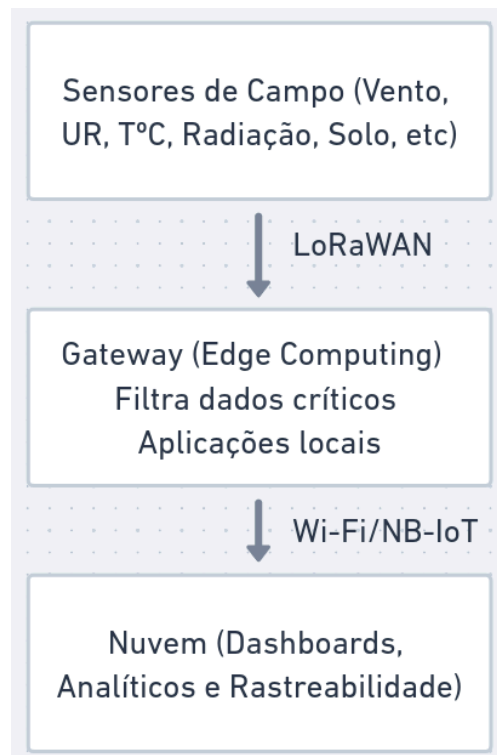 Sensores de Campo (Vento,
UR, TºC, Radiação, Solo, etc)
LoRaWAN
Gateway (Edge Computing)
Filtra dados críticos
Aplicações locais
Wi-Fi/NB-IoT
Nuvem (Dashboards,
Analíticos e Rastreabilidade)